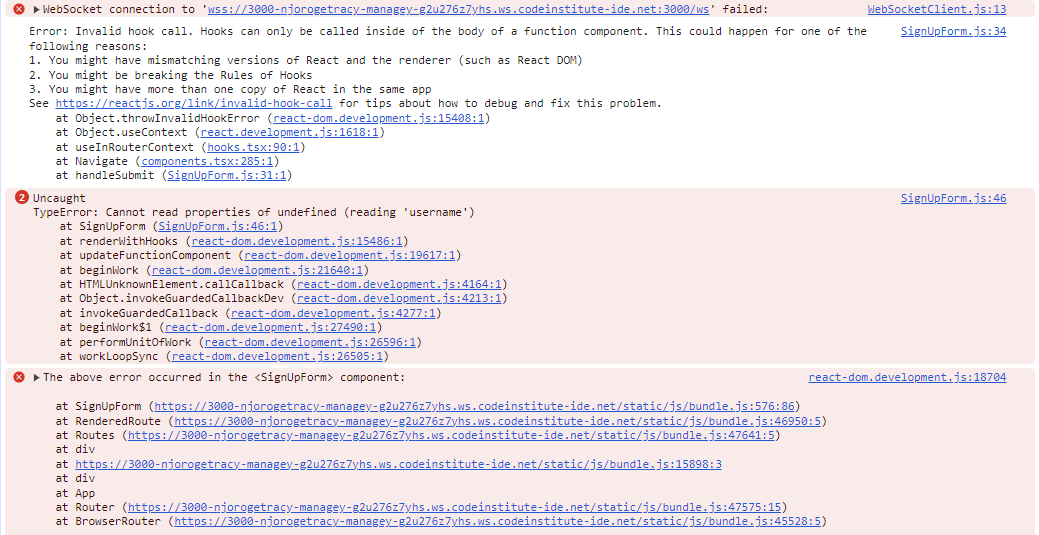 WebSocket connection to 'wss://3000-njorogetracy-managey-g2u276z7yhs.ws.codeinstitute-ide.net:3000/ws' failed: WebSocketClient.js:13
Error: Invalid hook call. Hooks can only be called inside of the body of a function component. This could happen for one of the SignUpForm.js:34
following reasons:
1. You might have mismatching versions of React and the renderer (such as React DOM)
2. You might be breaking the Rules of Hooks
3. You might have more than one copy of React in the same app
See https://reactjs.org/link/invalid-hook-call for tips about how to debug and fix this problem.
at Object.throwInvalidHookError (react-dom.development.js:15408:1)
at Object.useContext (react.development.js:1618:1)
at useInRouterContext (hooks.tsx:90:1)
at Navigate (components.tsx:285:1)
at handleSubmit (SignUpForm.js:31:1)
2 Uncaught SignUpForm.js:46
TypeError: Cannot read properties of undefined (reading 'username')
at SignUpForm (SignUpForm.js:46:1)
at renderWithHooks (react-dom.development.js:15486:1)
at updateFunctionComponent (react-dom.development.js:19617:1)
at beginWork (react-dom.development.js:21640:1)
at HTMLUnknownElement.callCallback (react-dom.development.js:4164:1)
at Object.invokeGuardedCallbackDev (react-dom.development.js:4213:1)
at invokeGuardedCallback (react-dom.development.js:4277:1)
at beginWork$1 (react-dom.development.js:27490:1)
at performUnitOfWork (react-dom.development.js:26596:1)
at workLoopSync (react-dom.development.js:26505:1)
The above error occurred in the <SignUpForm> component: react-dom.development.js:18704
at SignUpForm (https://3000-njorogetracy-managey-g2u276z7yhs.ws.codeinstitute-ide.net/static/js/bundle.js:576:86)
at RenderedRoute (https://3000-njorogetracy-managey-g2u276z7yhs.ws.codeinstitute-ide.net/static/js/bundle.js:46950:5)
at Routes (https://3000-njorogetracy-managey-g2u276z7yhs.ws.codeinstitute-ide.net/static/js/bundle.js:47641:5)
at div
at https://3000-njorogetracy-managey-g2u276z7yhs.ws.codeinstitute-ide.net/static/js/bundle.js:15898:3
at div
at App
at Router (https://3000-njorogetracy-managey-g2u276z7yhs.ws.codeinstitute-ide.net/static/js/bundle.js:47575:15)
at BrowserRouter (https://3000-njorogetracy-managey-g2u276z7yhs.ws.codeinstitute-ide.net/static/js/bundle.js:45528:5)